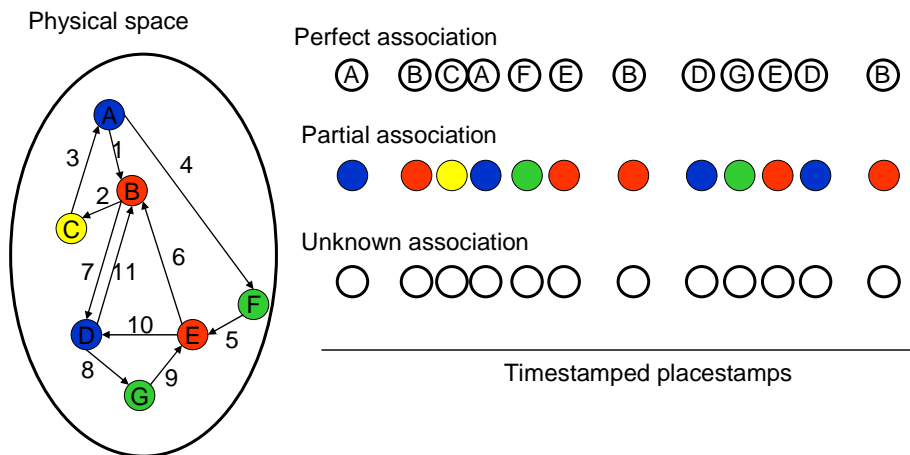 Physical space
A
3
1
4
2
B
C
7
11
6
F
D
10
E
5
8
9
G
Perfect association
A B C A F E B D G E D B
Partial association
Unknown association
Timestamped placestamps